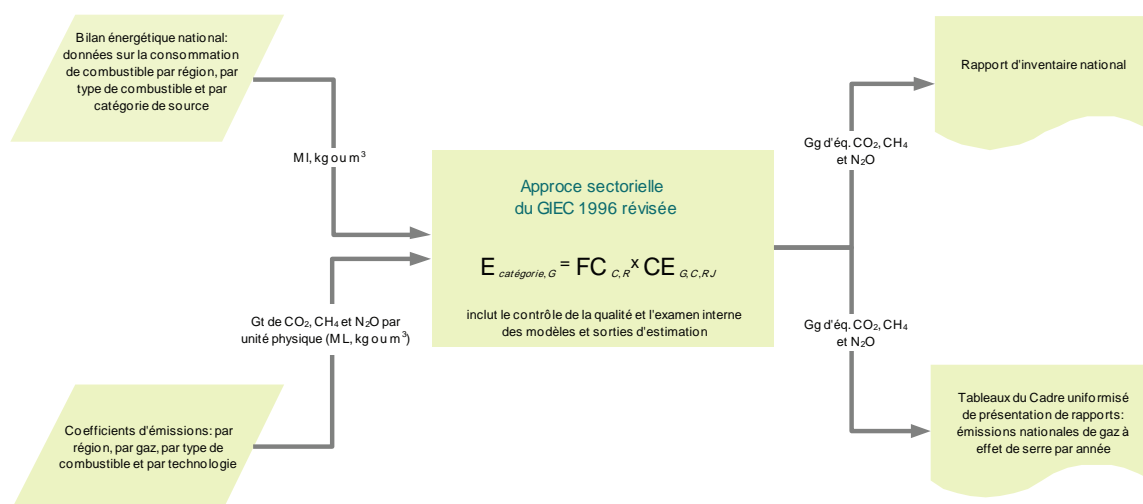 Bilan énergétique national:
données sur la consommation
de combustible par région, par
type de combustible et par
catégorie de source
Ml, kg ou m³
Gt de CO₂, CH₄ et N₂O par
unité physique (ML, kg ou m³)
Coefficients d'émissions: par
région, par gaz, par type de
combustible et par technologie
Approce sectorielle
du GIEC 1996 révisée
E catégorie, G = FC C, R x CE G, C, R,J
inclut le contrôle de la qualité et l'examen interne
des modèles et sorties d'estimation
Gg d'éq. CO₂, CH₄
et N₂O
Rapport d'inventaire national
Gg d'éq. CO₂, CH₄
et N₂O
Tableaux du Cadre uniformisé
de présentation de rapports:
émissions nationales de gaz à
effet de serre par année